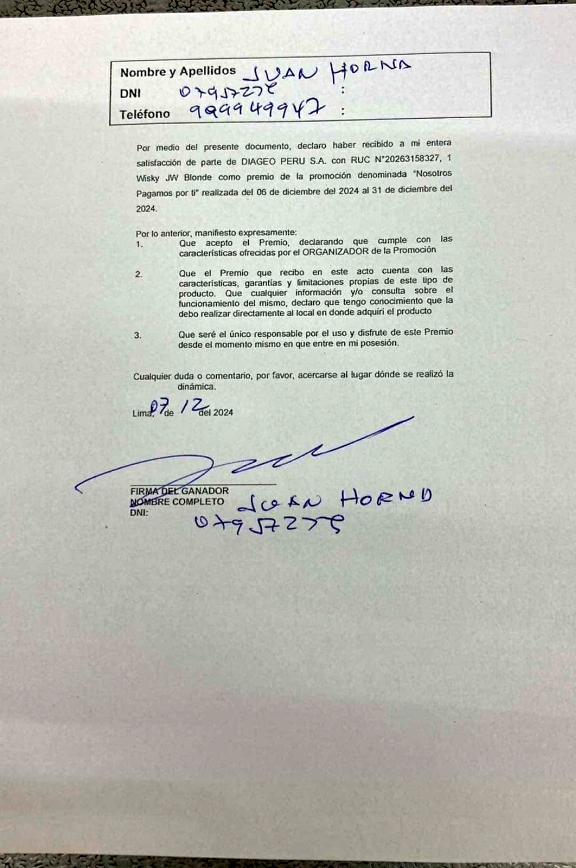 Nombre y Apellidos JUAN HORNA
DNI 07957275 :
Teléfono 999949947 :
Por medio del presente documento, declaro haber recibido a mi entera
satisfacción de parte de DIAGEO PERU S.A. con RUC N°20263158327, 1
Wisky JW Blonde como premio de la promoción denominada "Nosotros
Pagamos por ti" realizada del 06 de diciembre del 2024 al 31 de diciembre del
2024.
Por lo anterior, manifiesto expresamente:
1. Que acepto el Premio, declarando que cumple con las
características ofrecidas por el ORGANIZADOR de la Promoción
2. Que el Premio que recibo en este acto cuenta con las
características, garantías y limitaciones propias de este tipo de
producto. Que cualquier información y/o consulta sobre el
funcionamiento del mismo, declaro que tengo conocimiento que la
debo realizar directamente al local en donde adquirí el producto
3. Que seré el único responsable por el uso y disfrute de este Premio
desde el momento mismo en que entre en mi posesión.
Cualquier duda o comentario, por favor, acercarse al lugar dónde se realizó la
dinámica.
Lima, 07 de 12 del 2024
FIRMA DEL GANADOR
NOMBRE COMPLETO JUAN HORNA
DNI: 07957275